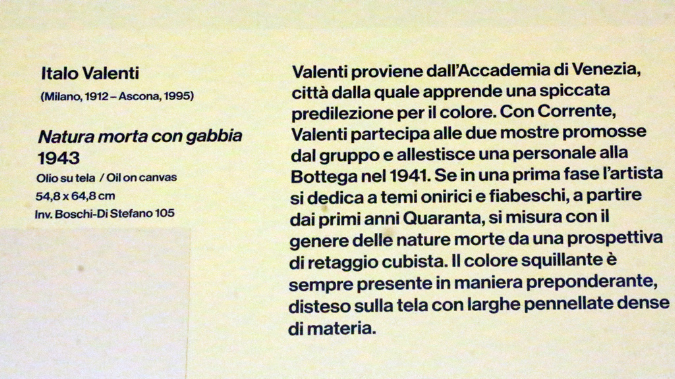 Italo Valenti
(Milano, 1912 – Ascona, 1995)
Natura morta con gabbia
1943
Olio su tela / Oil on canvas
54,8 x 64,8 cm
Inv. Boschi-Di Stefano 105
Valenti proviene dall'Accademia di Venezia,
città dalla quale apprende una spiccata
predilezione per il colore. Con Corrente,
Valenti partecipa alle due mostre promosse
dal gruppo e allestisce una personale alla
Bottega nel 1941. Se in una prima fase l'artista
si dedica a temi onirici e fiabeschi, a partire
dai primi anni Quaranta, si misura con il
genere delle nature morte da una prospettiva
di retaggio cubista. Il colore squillante è
sempre presente in maniera preponderante,
disteso sulla tela con larghe pennellate dense
di materia.